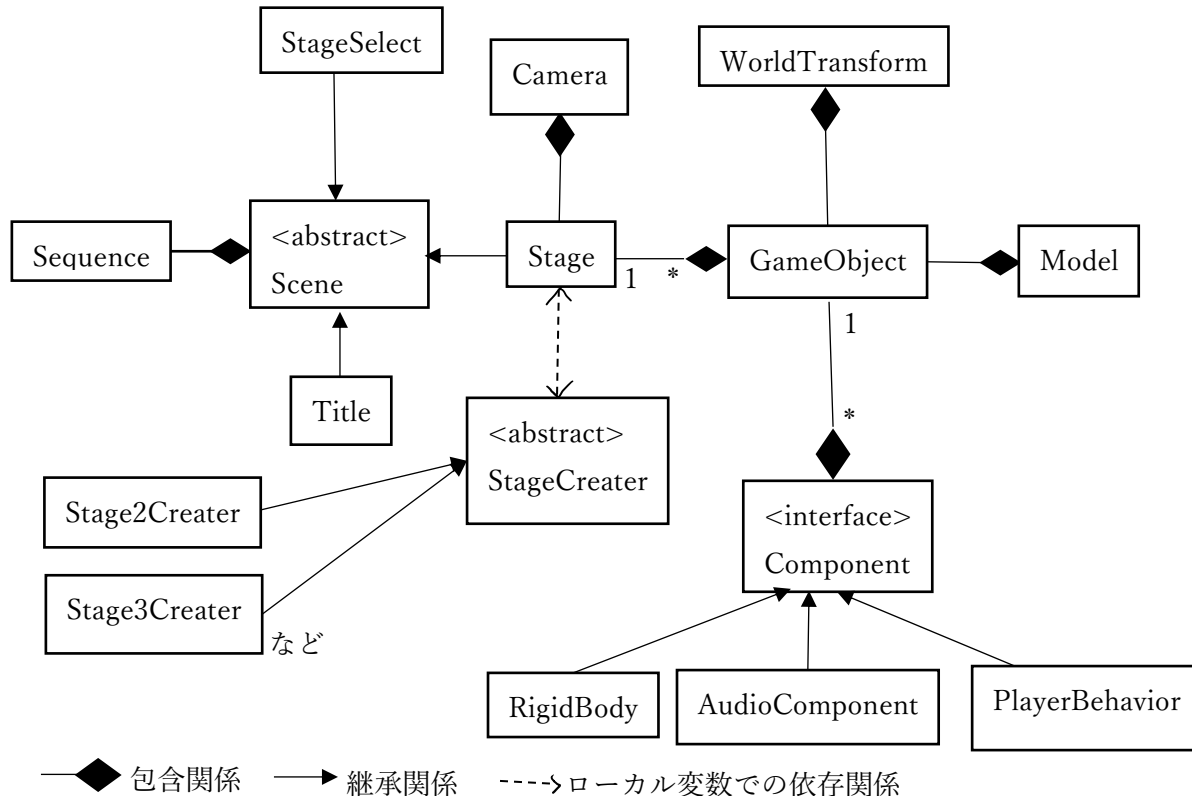 StageSelect
Camera
WorldTransform
Sequence
<abstract>
Scene
Stage
1
*
GameObject
Model
1
*
Title
<abstract>
StageCreater
Stage2Creater
Stage3Creater
など
<interface>
Component
RigidBody
AudioComponent
PlayerBehavior
包含関係
継承関係
ローカル変数での依存関係